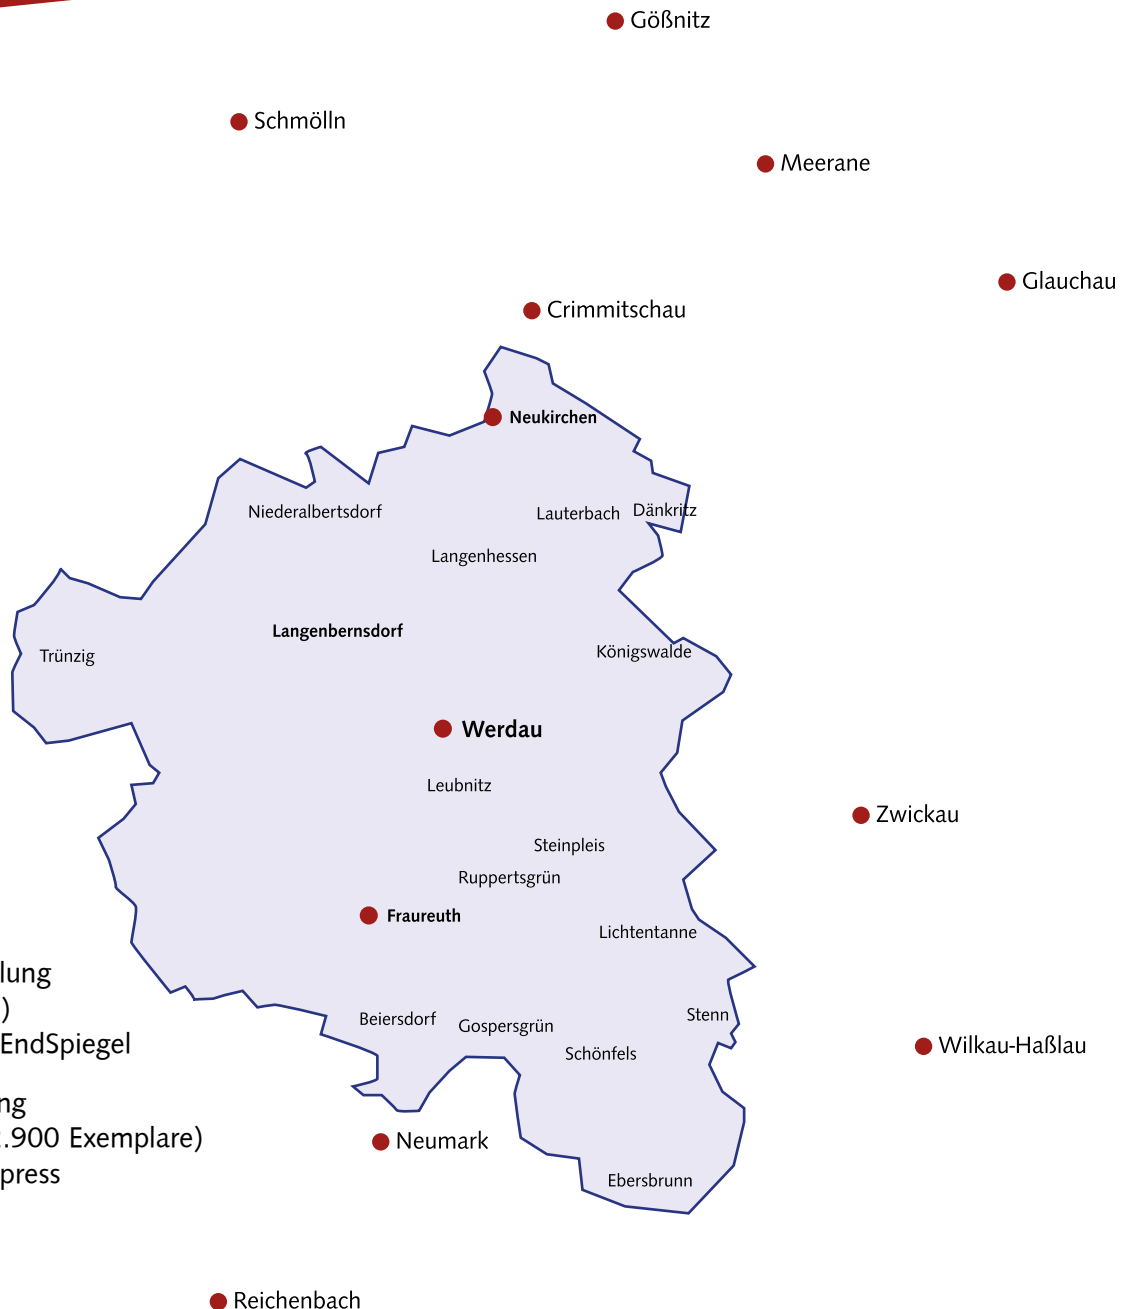 Gößnitz
Schmölln
Meerane
Glauchau
Crimmitschau
Neukirchen
Niederalbertsdorf
Lauterbach
Dänkritz
Langenhessen
Langenbernsdorf
Königswalde
Trünzig
Werdau
Leubnitz
Zwickau
Steinpleis
Ruppertsgrün
Fraureuth
Lichtentanne
lung
)
Stenn
Beiersdorf
Gospersgrün
EndSpiegel
Schönfels
Wilkau-Haßlau
ng
.900 Exemplare)
Neumark
press
Ebersbrunn
Reichenbach